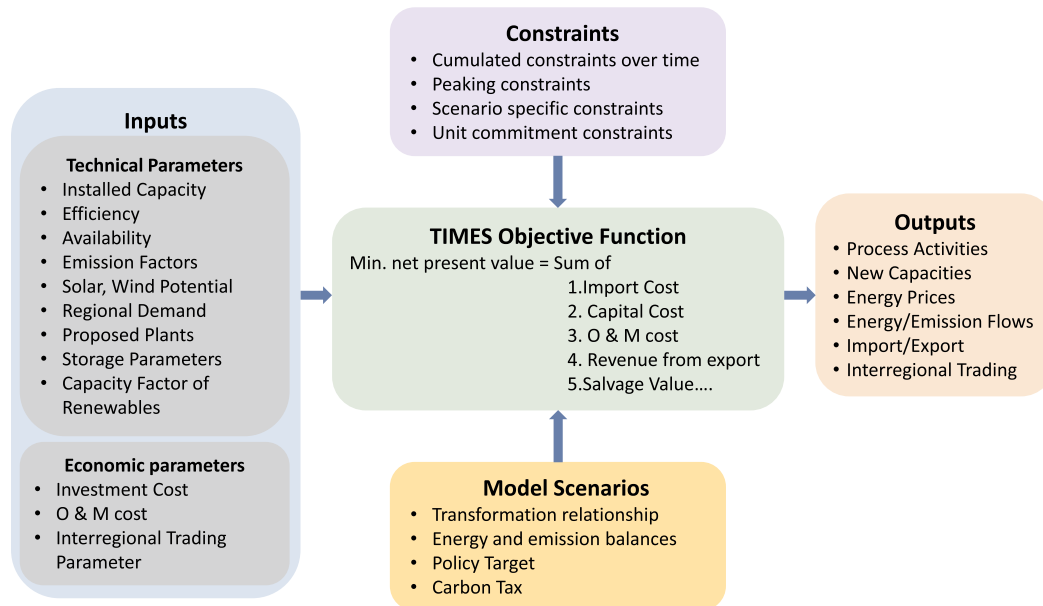 Constraints
• Cumulated constraints over time
• Peaking constraints
• Scenario specific constraints
• Unit commitment constraints
Inputs
Technical Parameters
• Installed Capacity
• Efficiency
• Availability
• Emission Factors
• Solar, Wind Potential
• Regional Demand
• Proposed Plants
• Storage Parameters
• Capacity Factor of
Renewables
Economic parameters
• Investment Cost
• O & M cost
• Interregional Trading
Parameter
TIMES Objective Function
Min. net present value = Sum of
1.Import Cost
2. Capital Cost
3. O & M cost
4. Revenue from export
5.Salvage Value....
Model Scenarios
• Transformation relationship
• Energy and emission balances
• Policy Target
• Carbon Tax
Outputs
• Process Activities
• New Capacities
• Energy Prices
• Energy/Emission Flows
• Import/Export
• Interregional Trading